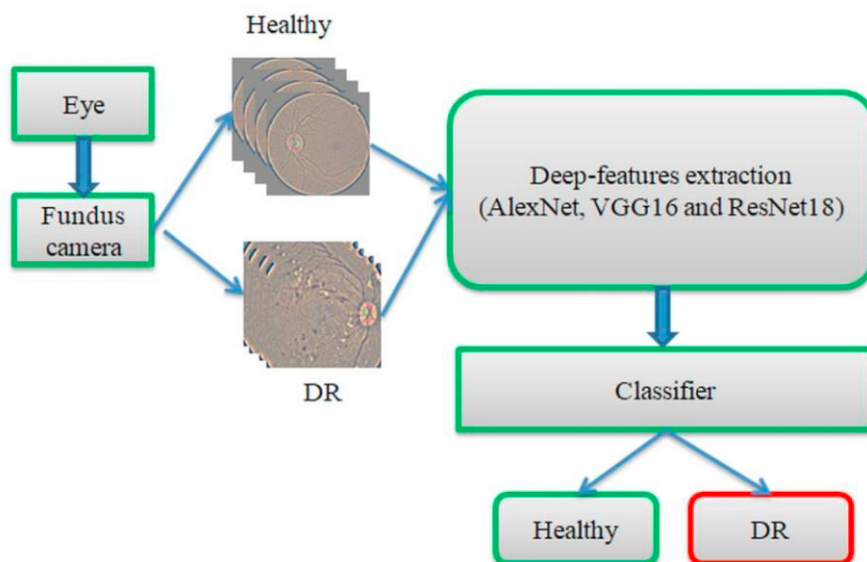 Healthy
Eye
Fundus
camera
DR
Deep-features extraction
(AlexNet, VGG16 and ResNet18)
Classifier
Healthy
DR